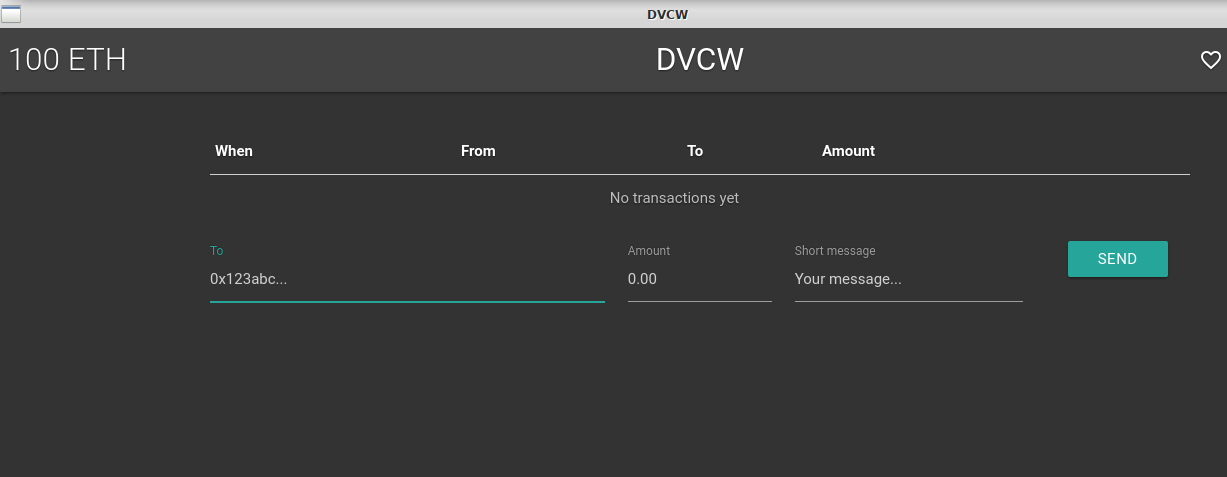 DVCW
100 ETH DVCW
When From To Amount
No transactions yet
To Amount Short message
0x123abc... 0.00 Your message... SEND